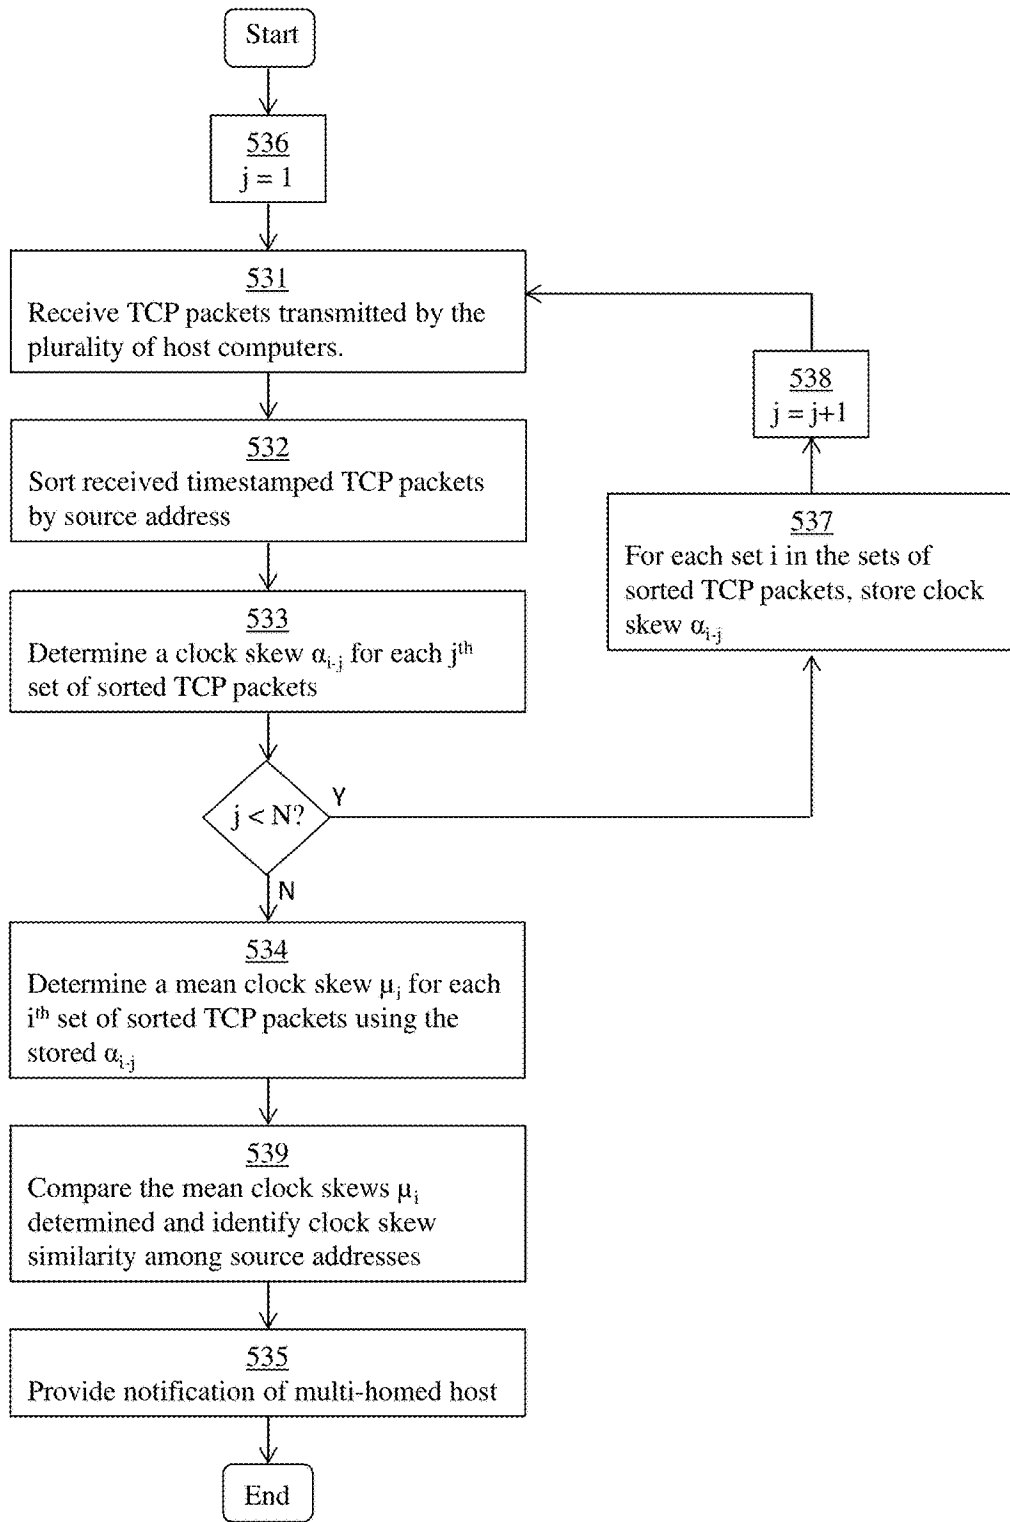 Start
536
j = 1
531
Receive TCP packets transmitted by the
plurality of host computers.
538
j = j+1
532
Sort received timestamped TCP packets
by source address
537
For each set i in the sets of
sorted TCP packets, store clock
skew αi-j
533
Determine a clock skew αi-j for each jth
set of sorted TCP packets
j < N?
Y
N
534
Determine a mean clock skew μi for each
ith set of sorted TCP packets using the
stored αi-j
539
Compare the mean clock skews μi
determined and identify clock skew
similarity among source addresses
535
Provide notification of multi-homed host
End